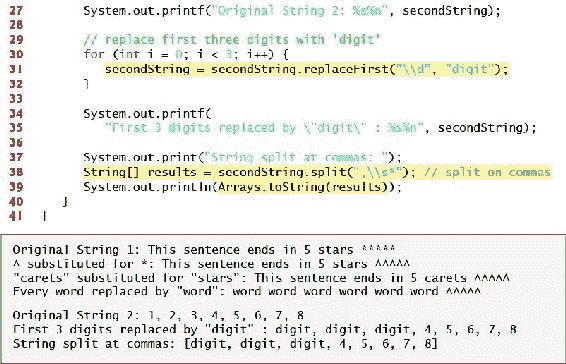 27 System.out.printf("Original String 2: %s%n", secondString);
28
29 // replace first three digits with 'digit'
30 for (int i = 0; i < 3; i++) {
31 secondString = secondString.replaceFirst("\\d", "digit");
32 }
33
34 System.out.printf(
35 "First 3 digits replaced by \"digit\" : %s%n", secondString);
36
37 System.out.print("String split at commas: ");
38 String[] results = secondString.split(",\\s*"); // split on commas
39 System.out.println(Arrays.toString(results));
40 }
41 }
Original String 1: This sentence ends in 5 stars ^^^^^
^ substituted for *: This sentence ends in 5 stars ^^^^^
"carets" substituted for "stars": This sentence ends in 5 carets ^^^^^
Every word replaced by "word": word word word word word word ^^^^^
Original String 2: 1, 2, 3, 4, 5, 6, 7, 8
First 3 digits replaced by "digit" : digit, digit, digit, 4, 5, 6, 7, 8
String split at commas: [digit, digit, digit, 4, 5, 6, 7, 8]